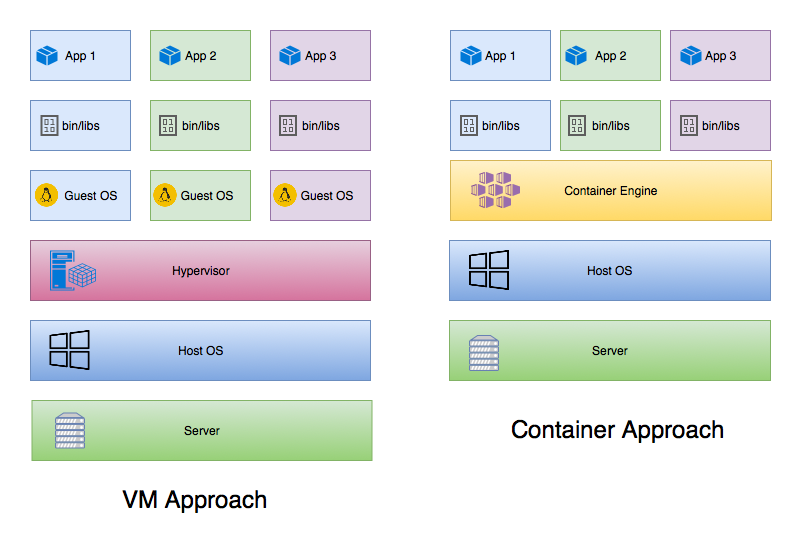 App 1
App 2
App 3
bin/libs
bin/libs
bin/libs
Guest OS
Guest OS
Guest OS
Hypervisor
Host OS
Server
VM Approach
App 1
App 2
App 3
bin/libs
bin/libs
bin/libs
Container Engine
Host OS
Server
Container Approach